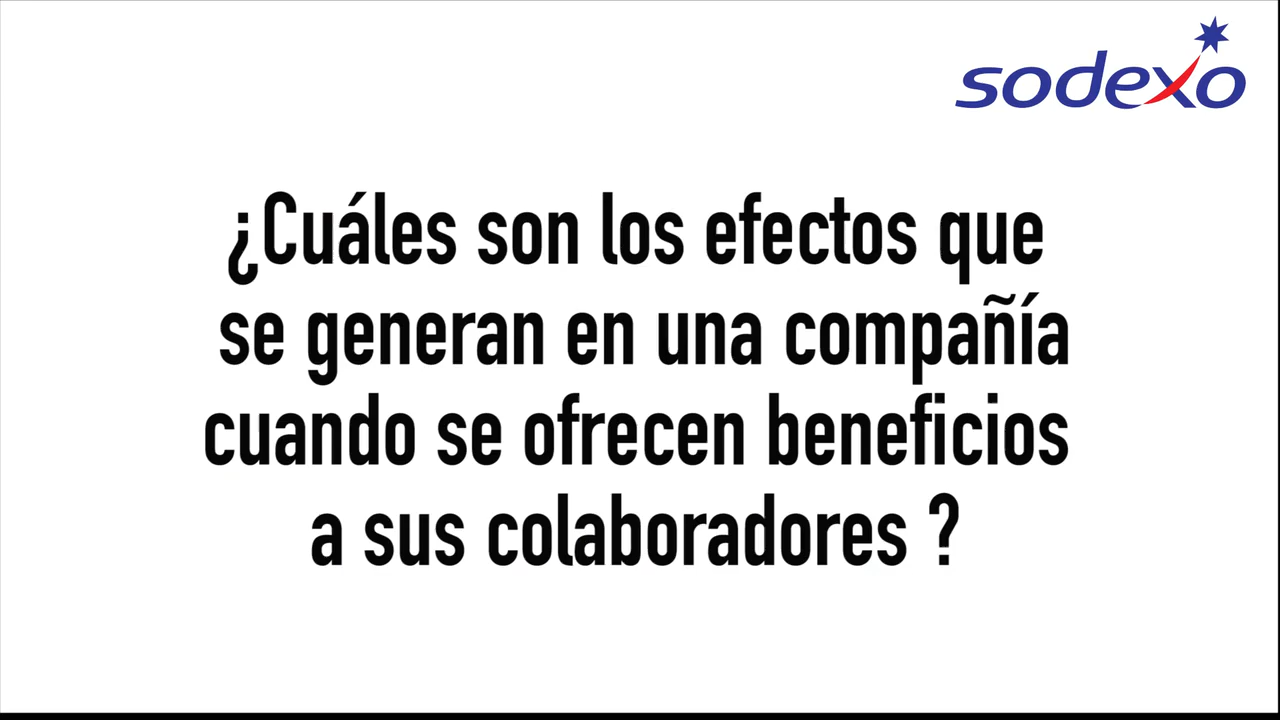 sodexo
¿Cuáles son los efectos que
se generan en una compañía
cuando se ofrecen beneficios
a sus colaboradores ?